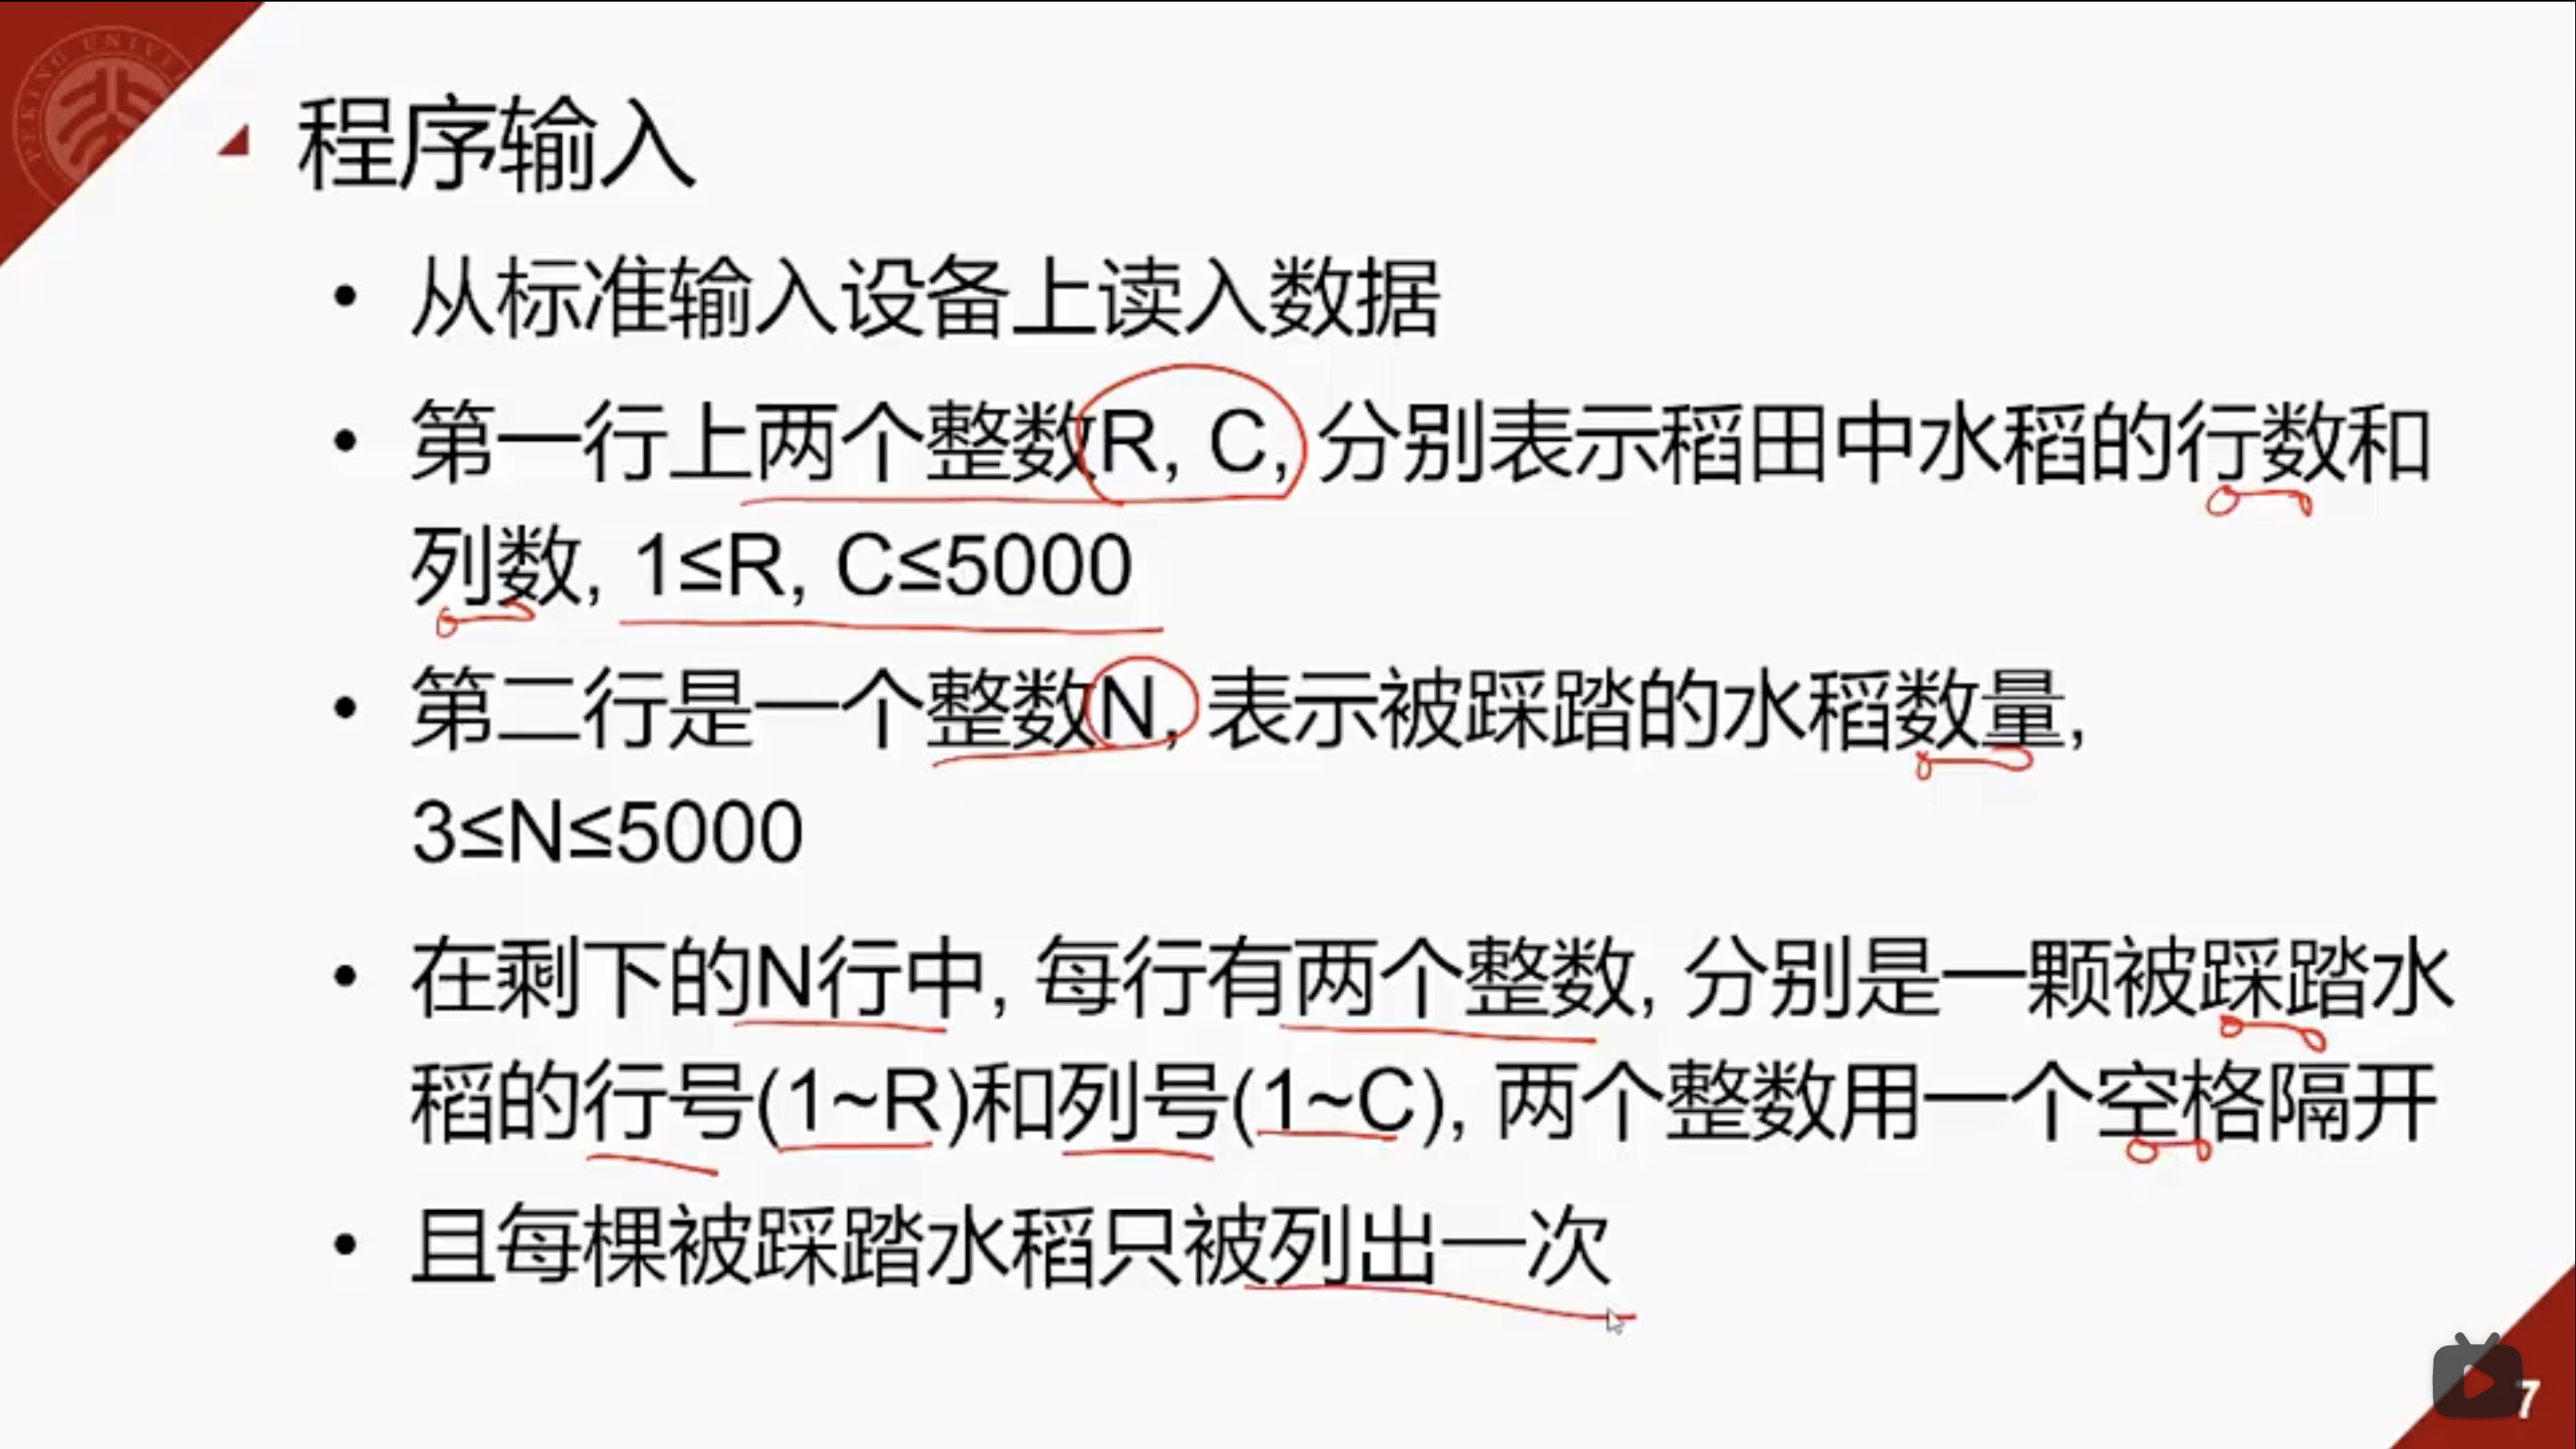 程序输入
• 从标准输入设备上读入数据
• 第一行上两个整数R, C, 分别表示稻田中水稻的行数和
列数, 1≤R, C≤5000
• 第二行是一个整数N, 表示被踩踏的水稻数量,
3≤N≤5000
• 在剩下的N行中, 每行有两个整数, 分别是一颗被踩踏水
稻的行号(1~R)和列号(1~C), 两个整数用一个空格隔开
• 且每棵被踩踏水稻只被列出一次
7